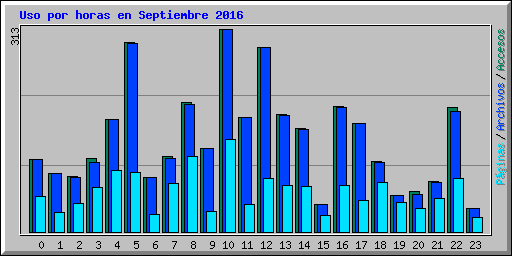 Uso por horas en Septiembre 2016
313
Páginas / Archivos / Accesos
0 1 2 3 4 5 6 7 8 9 10 11 12 13 14 15 16 17 18 19 20 21 22 23